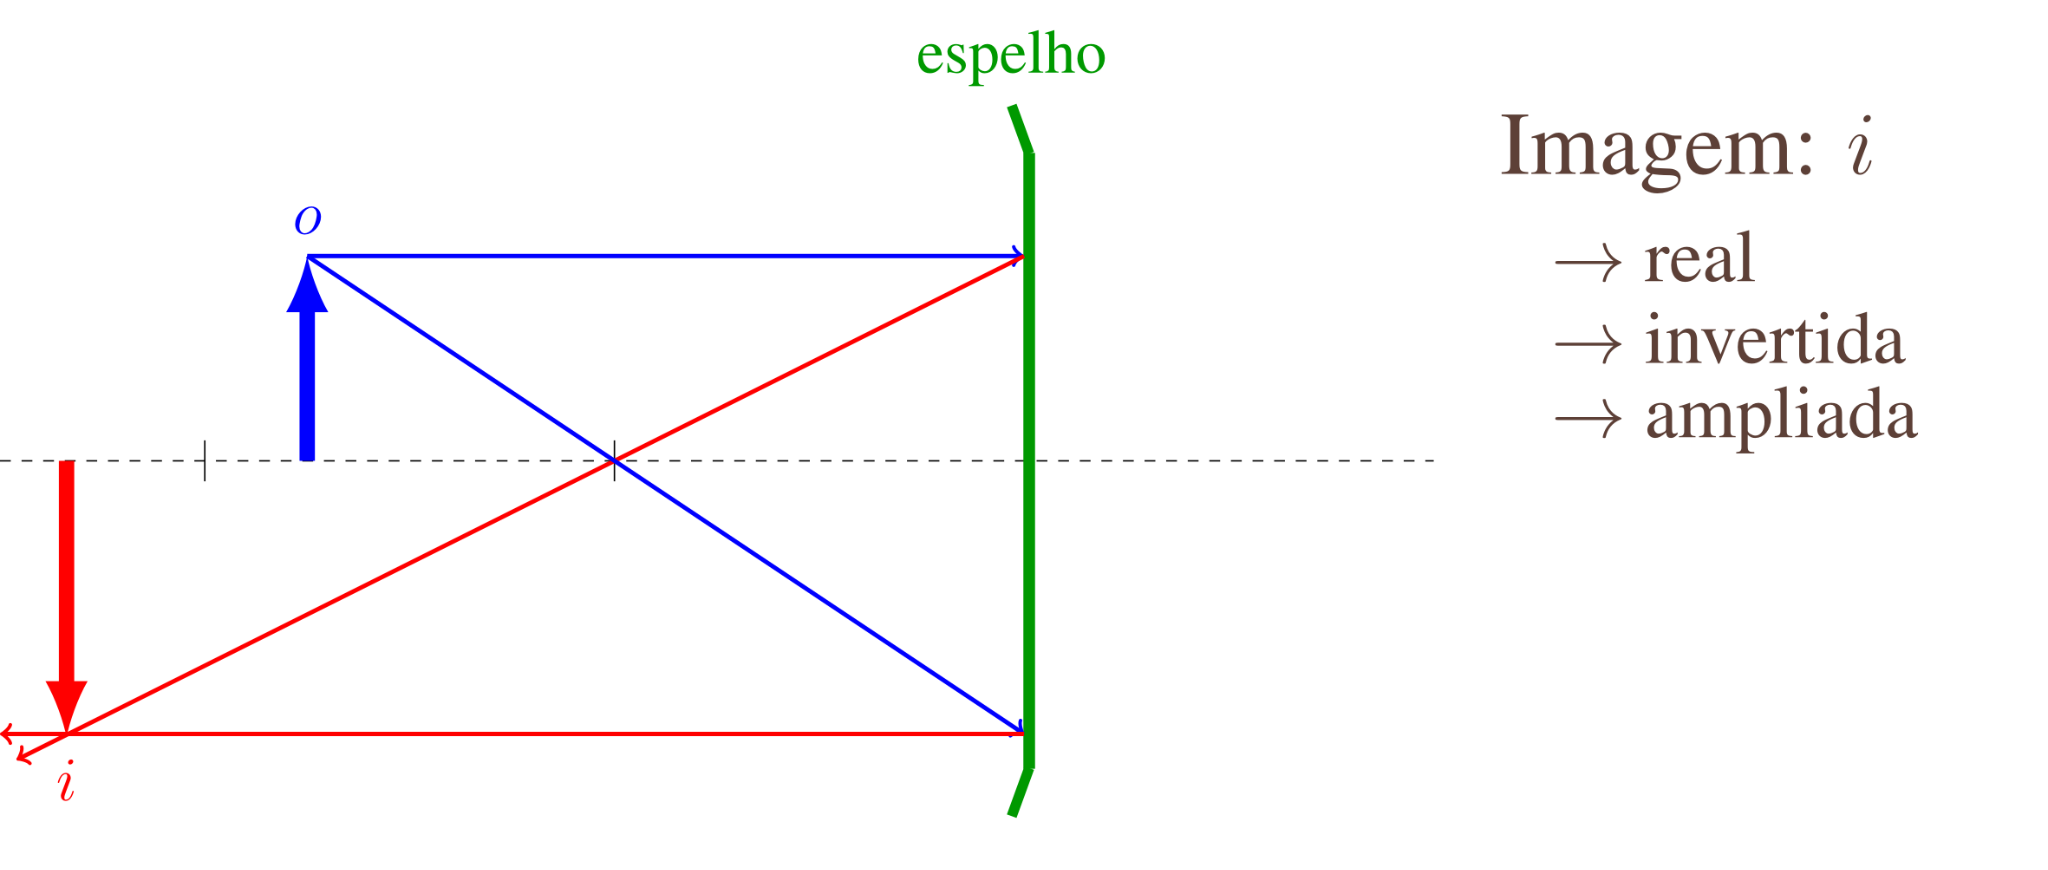 espelho
o
i
Imagem: i
→ real
→ invertida
→ ampliada